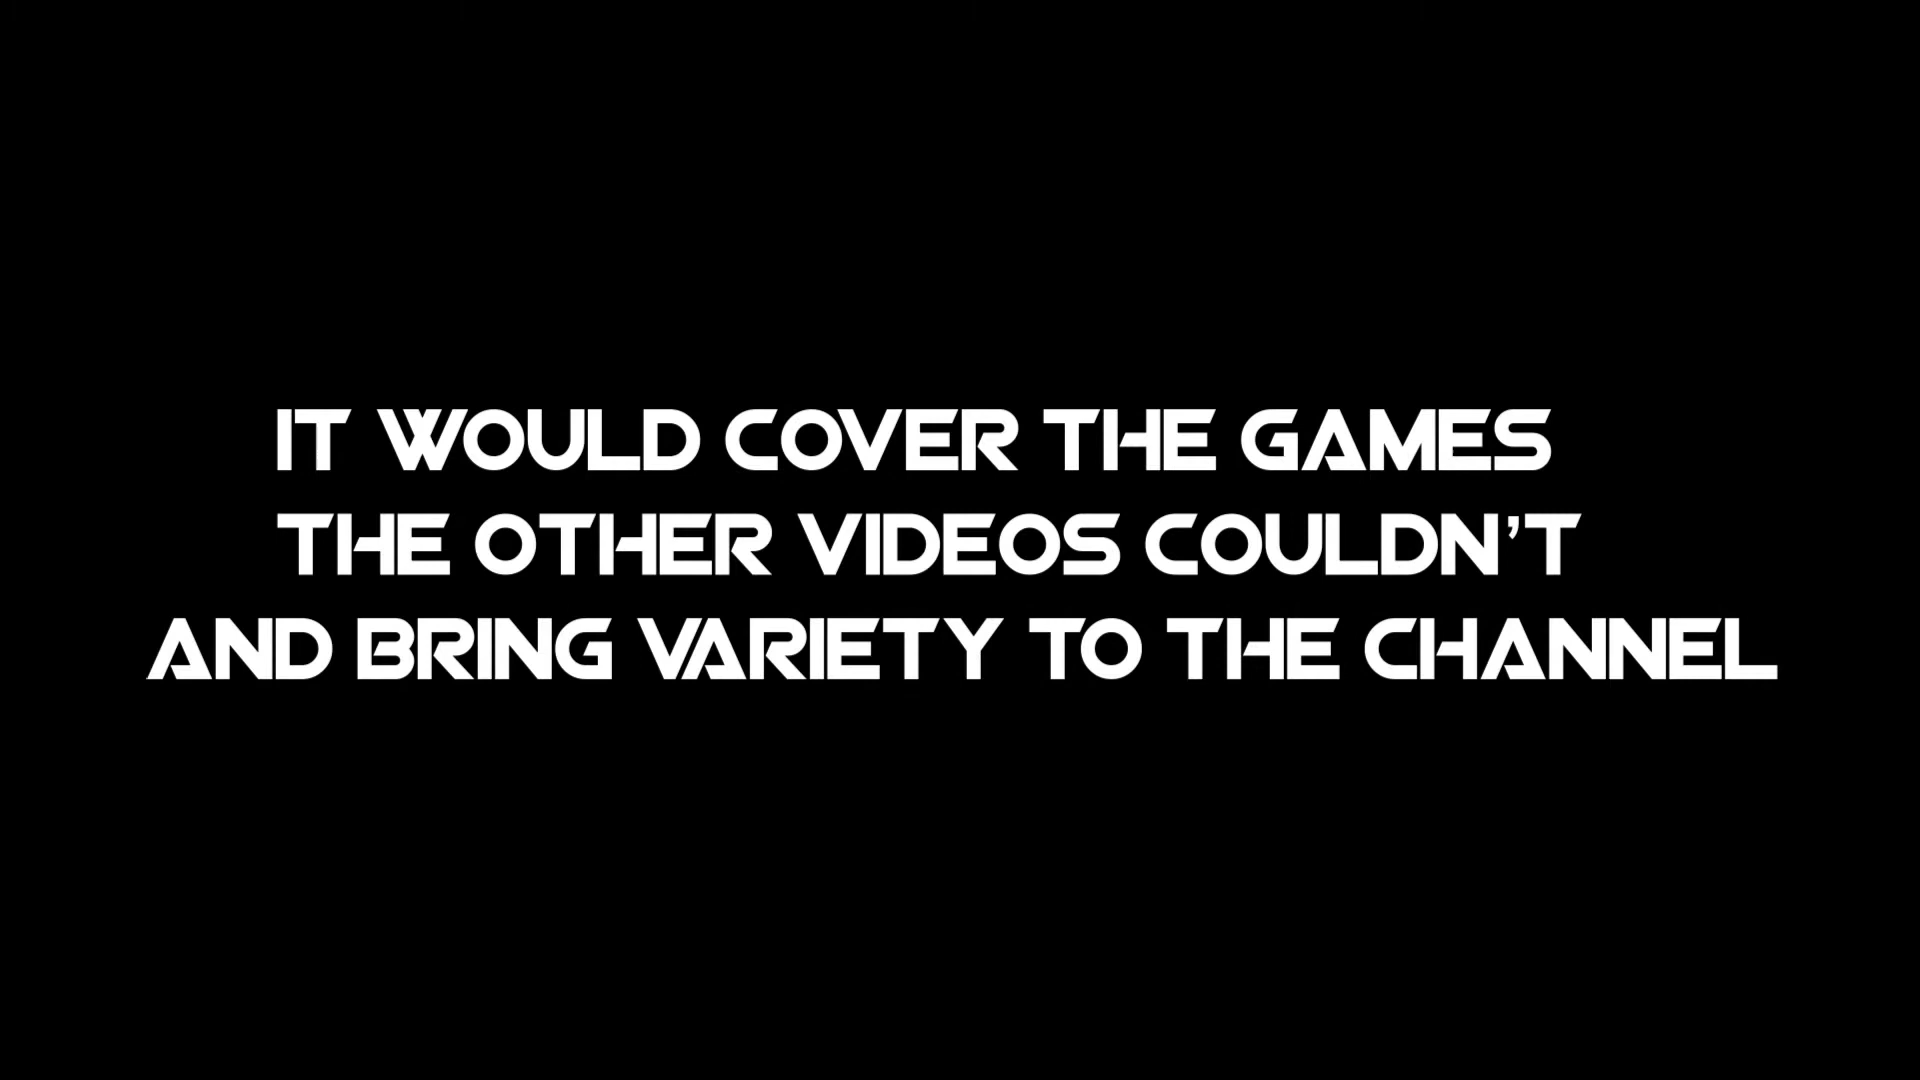 IT WOULD COVER THE GAMES
THE OTHER VIDEOS COULDN'T
AND BRING VARIETY TO THE CHANNEL